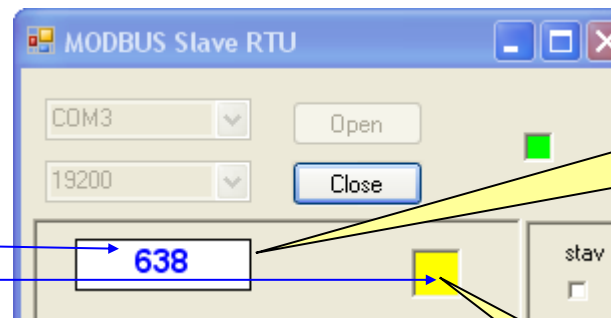 MODBUS Slave RTU
COM3
Open
19200
Close
638
stav